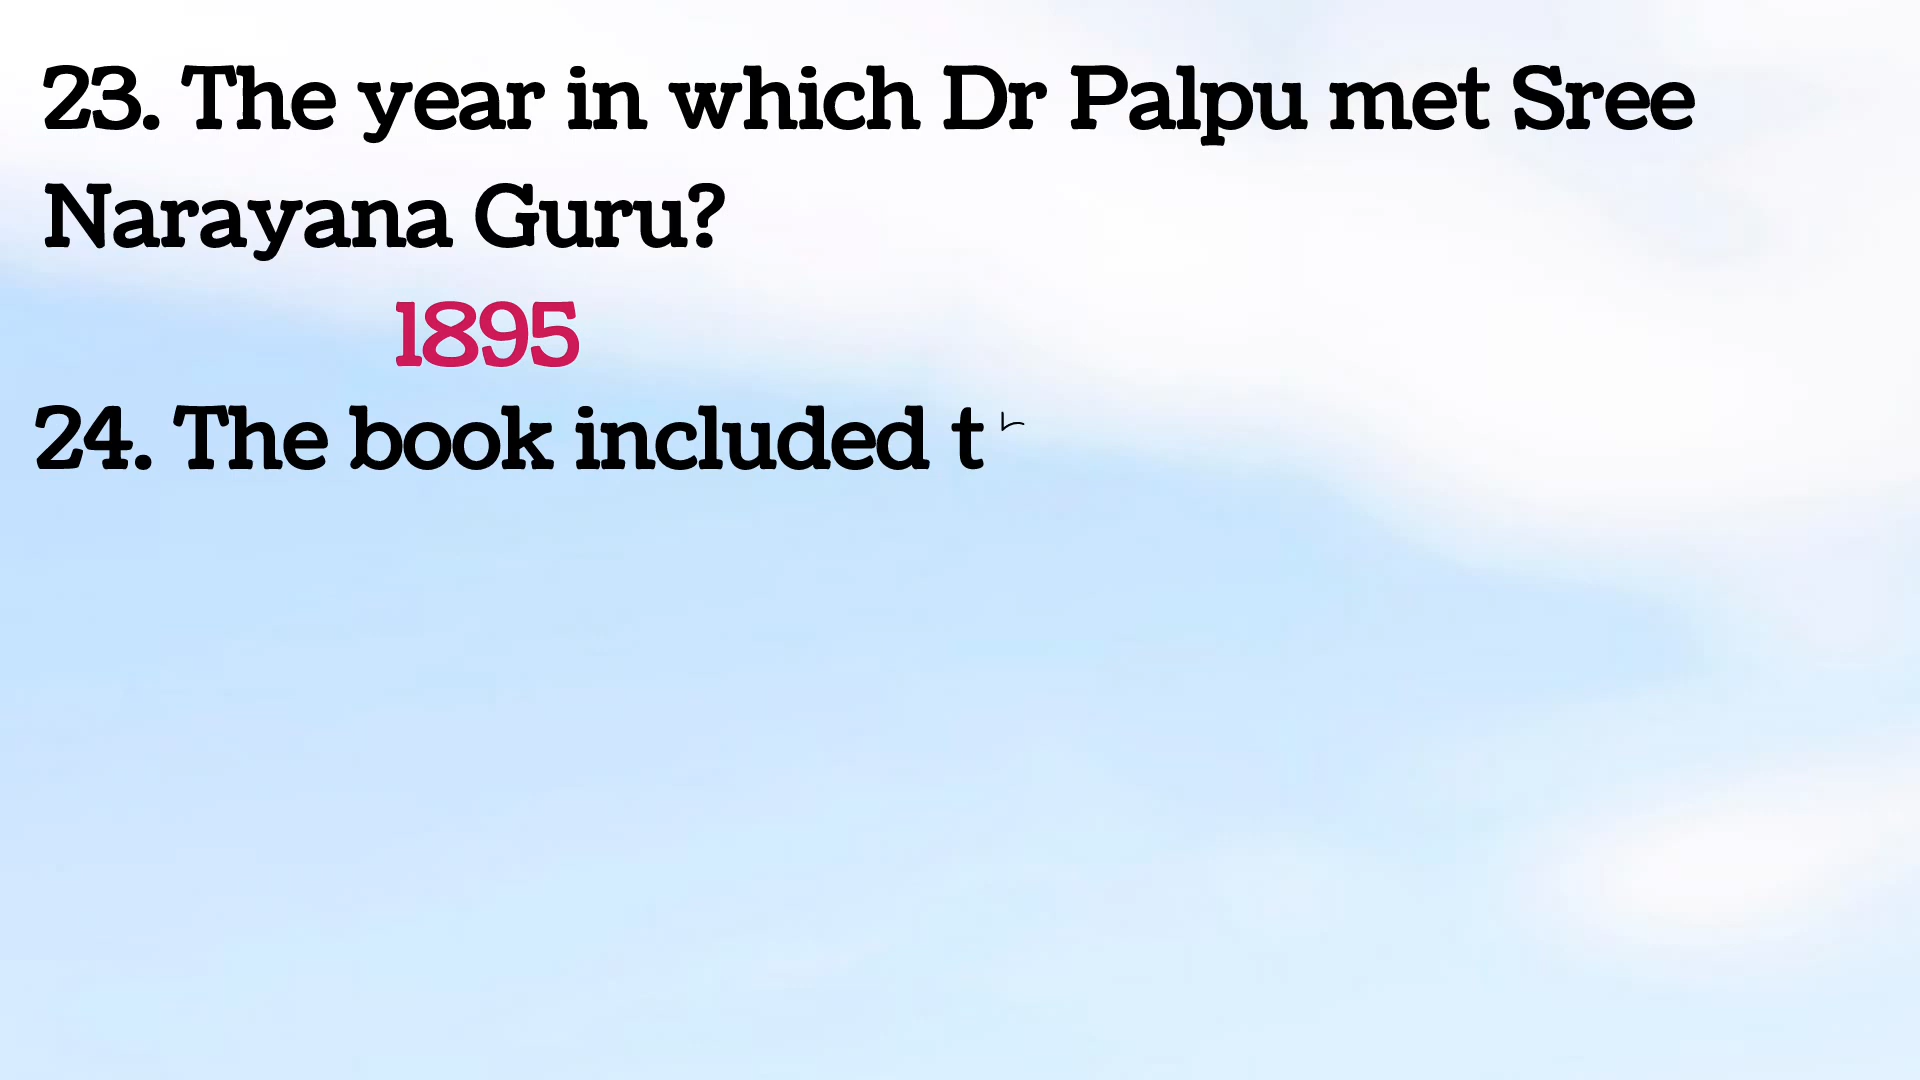 23. The year in which Dr Palpu met Sree
Narayana Guru?
1895
24. The book included t